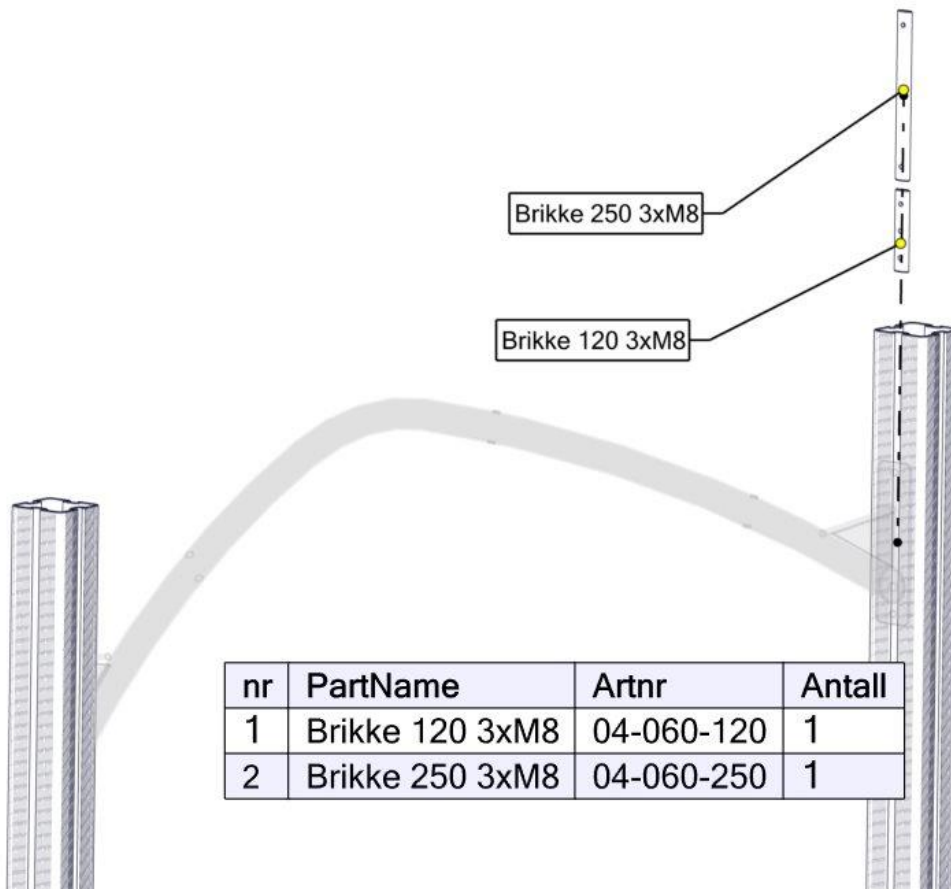 Brikke 250 3xM8
Brikke 120 3xM8
nr PartName Artnr Antall
1 Brikke 120 3xM8 04-060-120 1
2 Brikke 250 3xM8 04-060-250 1